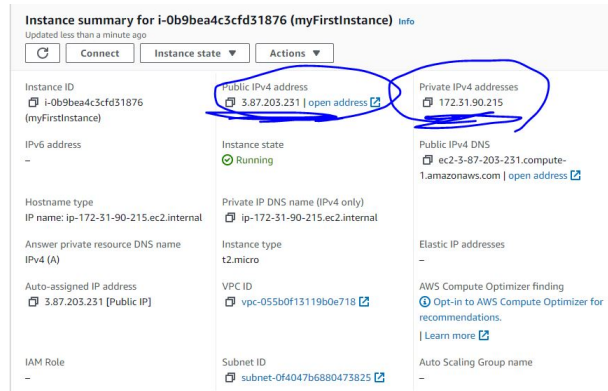 Instance summary for i-0b9bea4c3cfd31876 (myFirstInstance) Info
Updated less than a minute ago
Connect Instance state ▼ Actions ▼
Instance ID
i-0b9bea4c3cfd31876
(myFirstInstance)
Public IPv4 address
3.87.203.231 | open address
Private IPv4 addresses
172.31.90.215
IPv6 address
–
Instance state
Running
Public IPv4 DNS
ec2-3-87-203-231.compute-
1.amazonaws.com | open address
Hostname type
IP name: ip-172-31-90-215.ec2.internal
Private IP DNS name (IPv4 only)
ip-172-31-90-215.ec2.internal
Answer private resource DNS name
IPv4 (A)
Instance type
t2.micro
Elastic IP addresses
–
Auto-assigned IP address
3.87.203.231 [Public IP]
VPC ID
vpc-055b0f13119b0e718
AWS Compute Optimizer finding
Opt-in to AWS Compute Optimizer for
recommendations.
| Learn more
IAM Role
–
Subnet ID
subnet-0f4047b6880473825
Auto Scaling Group name
–